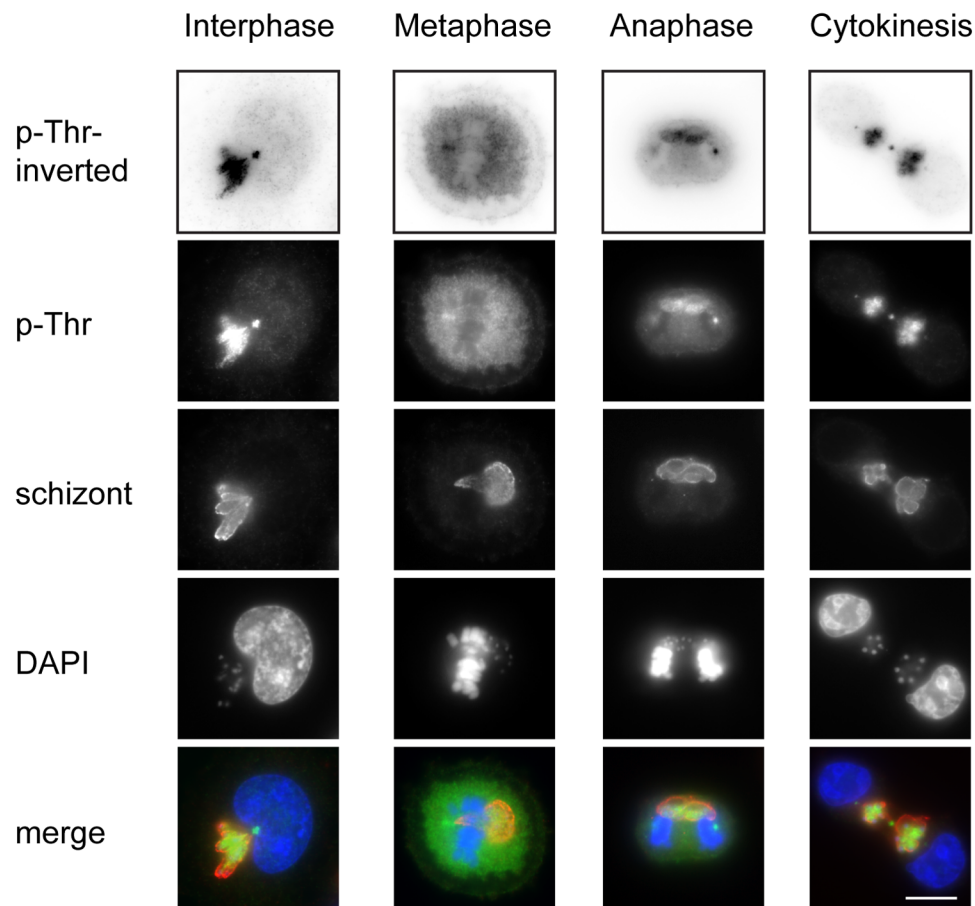 Interphase Metaphase Anaphase Cytokinesis
p-Thr-
inverted
p-Thr
schizont
DAPI
merge